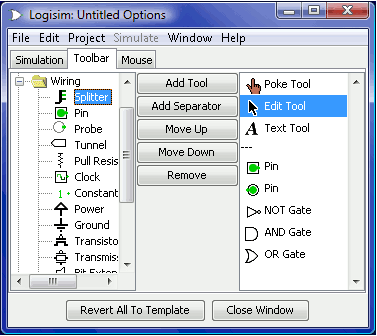 Logisim: Untitled Options
File Edit Project Simulate Window Help
Simulation Toolbar Mouse
Wiring
Splitter
Pin
Probe
Tunnel
Pull Resis
Clock
Constant
Power
Ground
Transisto
Transmis
Bit Exten
Add Tool
Add Separator
Move Up
Move Down
Remove
Poke Tool
Edit Tool
Text Tool
---
Pin
Pin
NOT Gate
AND Gate
OR Gate
Revert All To Template
Close Window